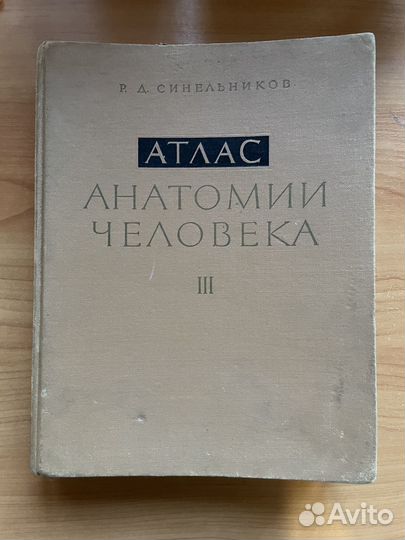 Р. Д. СИНЕЛЬНИКОВ
АТЛАС
АНАТОМИИ
ЧЕЛОВЕКА
III
Avito